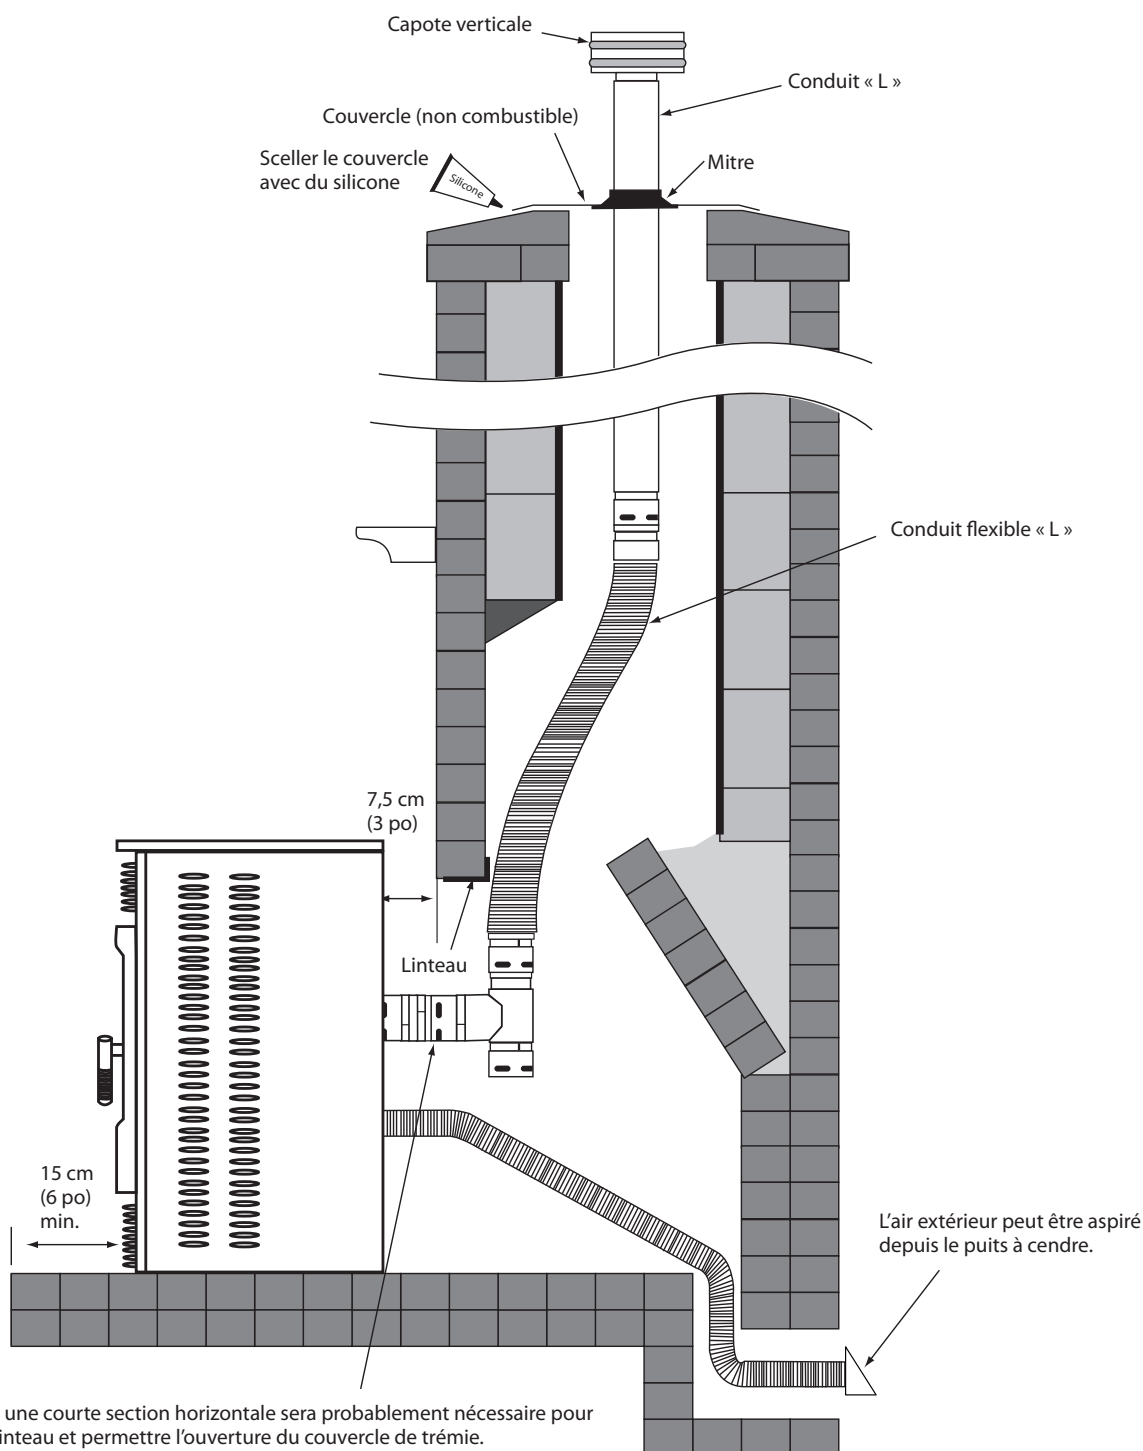 Capote verticale
Conduit « L »
Couvercle (non combustible)
Sceller le couvercle
avec du silicone
Silicone
Mitre
Conduit flexible « L »
7,5 cm
(3 po)
Linteau
15 cm
(6 po)
min.
L'air extérieur peut être aspiré
depuis le puits à cendre.
une courte section horizontale sera probablement nécessaire pour
inteau et permettre l'ouverture du couvercle de trémie.